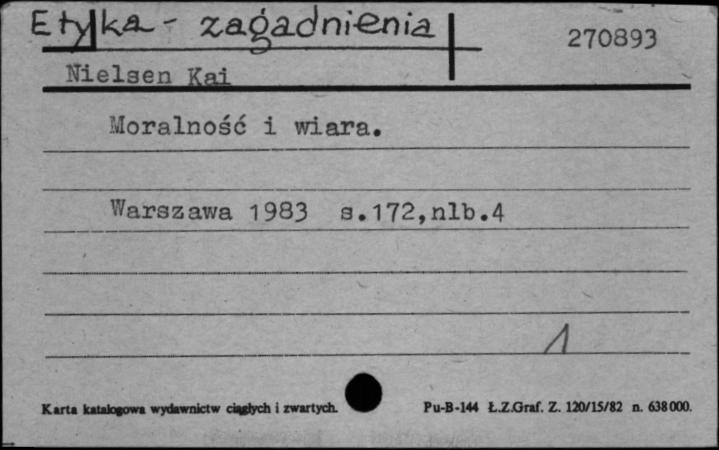 Etyka - zagadnienia
270893
Nielsen Kai
Moralność i wiara.
Warszawa 1983 s.172,nlb.4
1
Karta katalogowa wydawnictw ciągłych i zwartych.
Pu-B-144 Ł.Z.Graf. Z. 120/15/82 n. 638000.